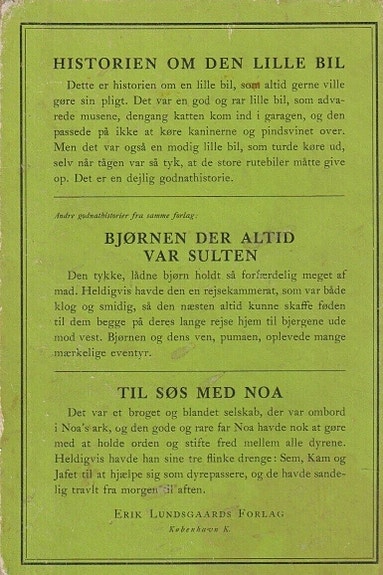 HISTORIEN OM DEN LILLE BIL
Dette er historien om en lille bil, som altid gerne ville
gøre sin pligt. Det var en god og rar lille bil, som adva-
rede musene, dengang katten kom ind i garagen, og den
passede på ikke at køre kaninerne og pindsvinet over.
Men det var også en modig lille bil, som turde køre ud,
selv når tågen var så tyk, at de store rutebiler måtte give
op. Det er en dejlig godnathistorie.
Andre godnathistorier fra samme forlag:
BJØRNEN DER ALTID
VAR SULTEN
Den tykke, lådne bjørn holdt så forfærdelig meget af
mad. Heldigvis havde den en rejsekammerat, som var både
klog og smidig, så den næsten altid kunne skaffe føden
til dem begge på deres lange rejse hjem til bjergene ude
mod vest. Bjørnen og dens ven, pumaen, oplevede mange
mærkelige eventyr.
TIL SØS MED NOA
Det var et broget og blandet selskab, der var ombord
i Noa's ark, og den gode og rare far Noa havde nok at gøre
med at holde orden og stifte fred mellem alle dyrene.
Heldigvis havde han sine tre flinke drenge: Sem, Kam og
Jafet til at hjælpe sig som dyrepassere, og de havde sande-
lig travlt fra morgen til aften.
ERIK LUNDSGAARDS FORLAG
København K.